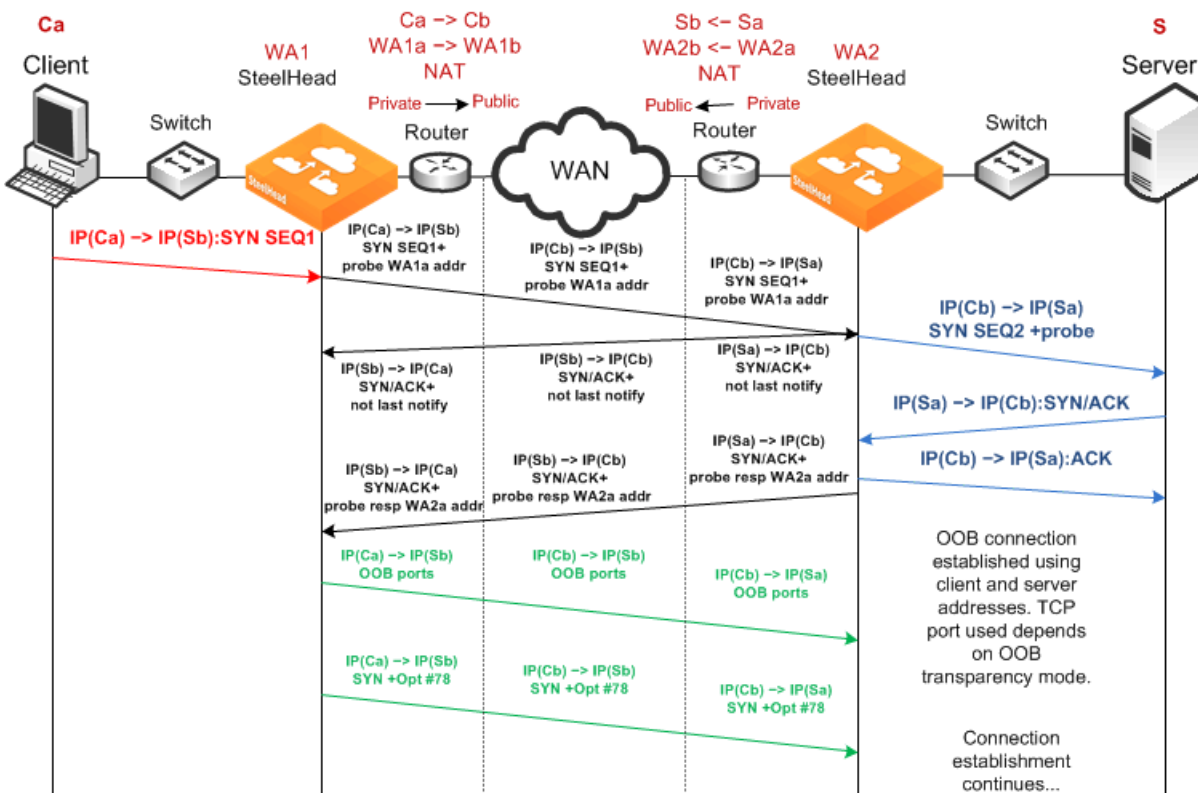 Ca
Client
Switch
WA1
SteelHead
SteelHead
Ca −> Cb
WA1a −> WA1b
NAT
Private
Public
Router
WAN
Sb <− Sa
WA2b <− WA2a
NAT
Public
Private
Router
WA2
SteelHead
SteelHead
Switch
S
Server
IP(Ca) −> IP(Sb):SYN SEQ1
IP(Ca) −> IP(Sb)
SYN SEQ1+
probe WA1a addr
IP(Cb) −> IP(Sb)
SYN SEQ1+
probe WA1a addr
IP(Cb) −> IP(Sa)
SYN SEQ1+
probe WA1a addr
IP(Cb) −> IP(Sa)
SYN SEQ2 +probe
IP(Sb) −> IP(Ca)
SYN/ACK+
not last notify
IP(Sb) −> IP(Cb)
SYN/ACK+
not last notify
IP(Sa) −> IP(Cb)
SYN/ACK+
not last notify
IP(Sa) −> IP(Cb):SYN/ACK
IP(Cb) −> IP(Sa):ACK
IP(Sb) −> IP(Ca)
SYN/ACK+
probe resp WA2a addr
IP(Sb) −> IP(Cb)
SYN/ACK+
probe resp WA2a addr
IP(Sa) −> IP(Cb)
SYN/ACK+
probe resp WA2a addr
IP(Ca) −> IP(Sb)
OOB ports
IP(Cb) −> IP(Sb)
OOB ports
IP(Cb) −> IP(Sa)
OOB ports
OOB connection
established using
client and server
addresses. TCP
port used depends
on OOB
transparency mode.
IP(Ca) −> IP(Sb)
SYN +Opt #78
IP(Cb) −> IP(Sb)
SYN +Opt #78
IP(Cb) −> IP(Sa)
SYN +Opt #78
Connection
establishment
continues...